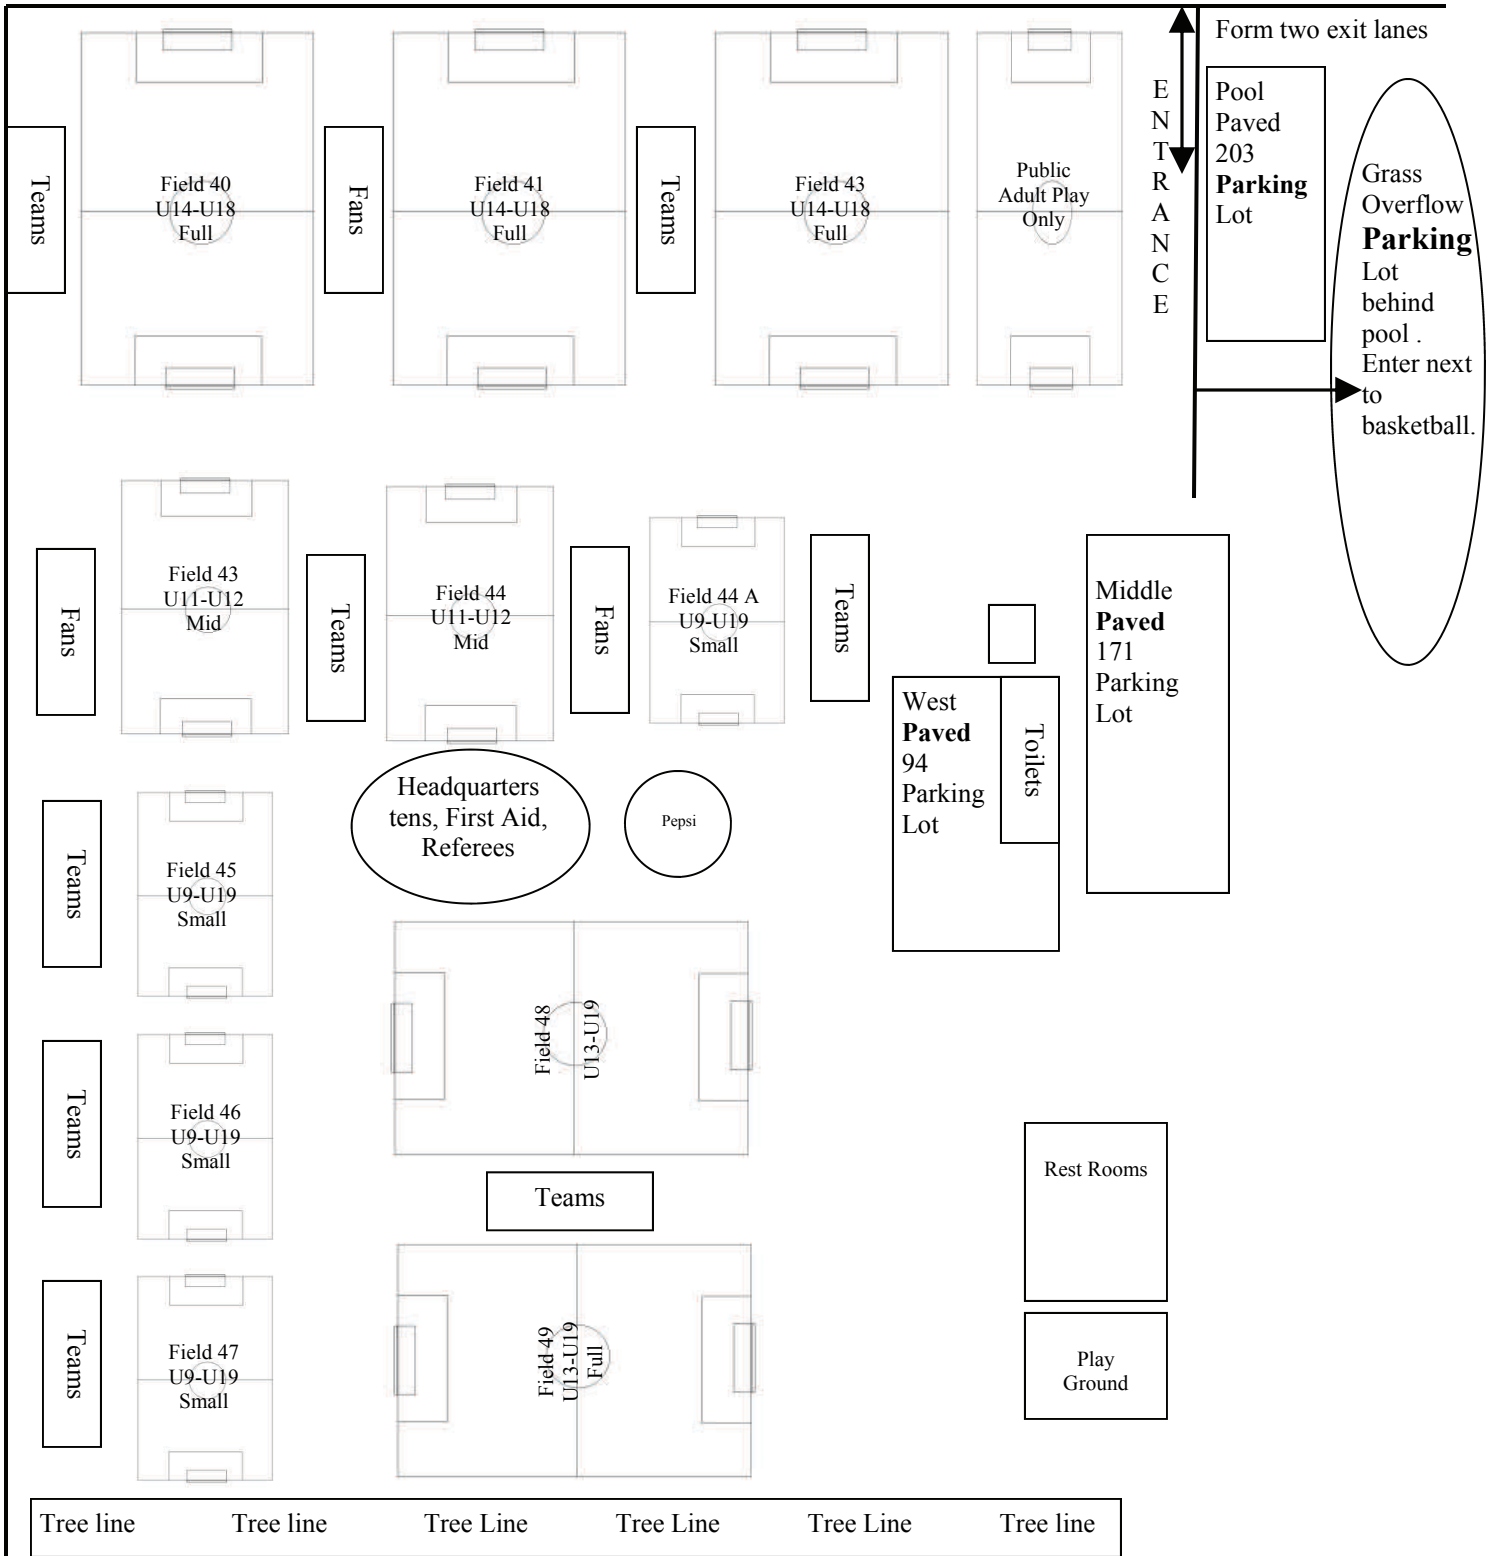 Form two exit lanes
Teams
Field 40
U14-U18
Full
Fans
Field 41
U14-U18
Full
Teams
Field 43
U14-U18
Full
Public
Adult Play
Only
E
N
T
R
A
N
C
E
Pool
Paved
203
Parking
Lot
Grass
Overflow
Parking
Lot
behind
pool .
Enter next
to
basketball.
Fans
Field 43
U11-U12
Mid
Teams
Field 44
U11-U12
Mid
Fans
Field 44 A
U9-U19
Small
Teams
West
Paved
94
Parking
Lot
Toilets
Middle
Paved
171
Parking
Lot
Headquarters
tens, First Aid,
Referees
Pepsi
Teams
Field 45
U9-U19
Small
Field 48
U13-U19
Teams
Field 46
U9-U19
Small
Teams
Rest Rooms
Teams
Field 47
U9-U19
Small
Field 49
U13-U19
Full
Play
Ground
Tree line Tree line Tree Line Tree Line Tree Line Tree line